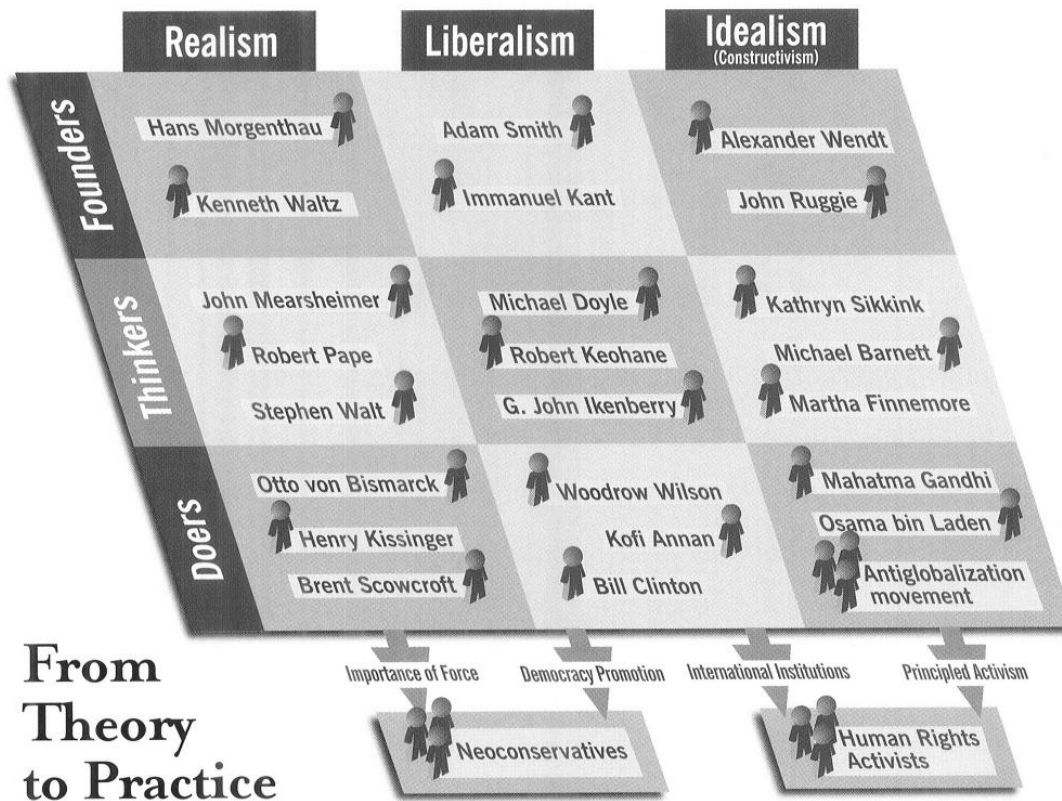 Realism
Liberalism
Idealism
(Constructivism)
Founders
Hans Morgenthau
Kenneth Waltz
Adam Smith
Immanuel Kant
Alexander Wendt
John Ruggie
Thinkers
John Mearsheimer
Robert Pape
Stephen Walt
Michael Doyle
Robert Keohane
G. John Ikenberry
Kathryn Sikkink
Michael Barnett
Martha Finnemore
Doers
Otto von Bismarck
Henry Kissinger
Brent Scowcroft
Woodrow Wilson
Kofi Annan
Bill Clinton
Mahatma Gandhi
Osama bin Laden
Antiglobalization
movement
From
Theory
to Practice
Importance of Force
Democracy Promotion
International Institutions
Principled Activism
Neoconservatives
Human Rights
Activists